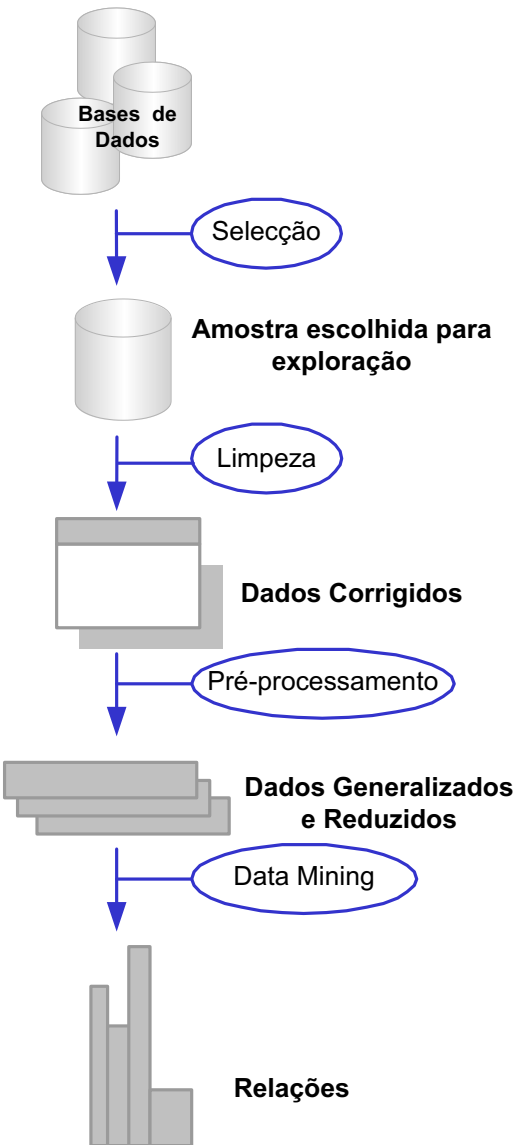 Bases de
Dados
Selecção
Amostra escolhida para
exploração
Limpeza
Dados Corrigidos
Pré-processamento
Dados Generalizados
e Reduzidos
Data Mining
Relações